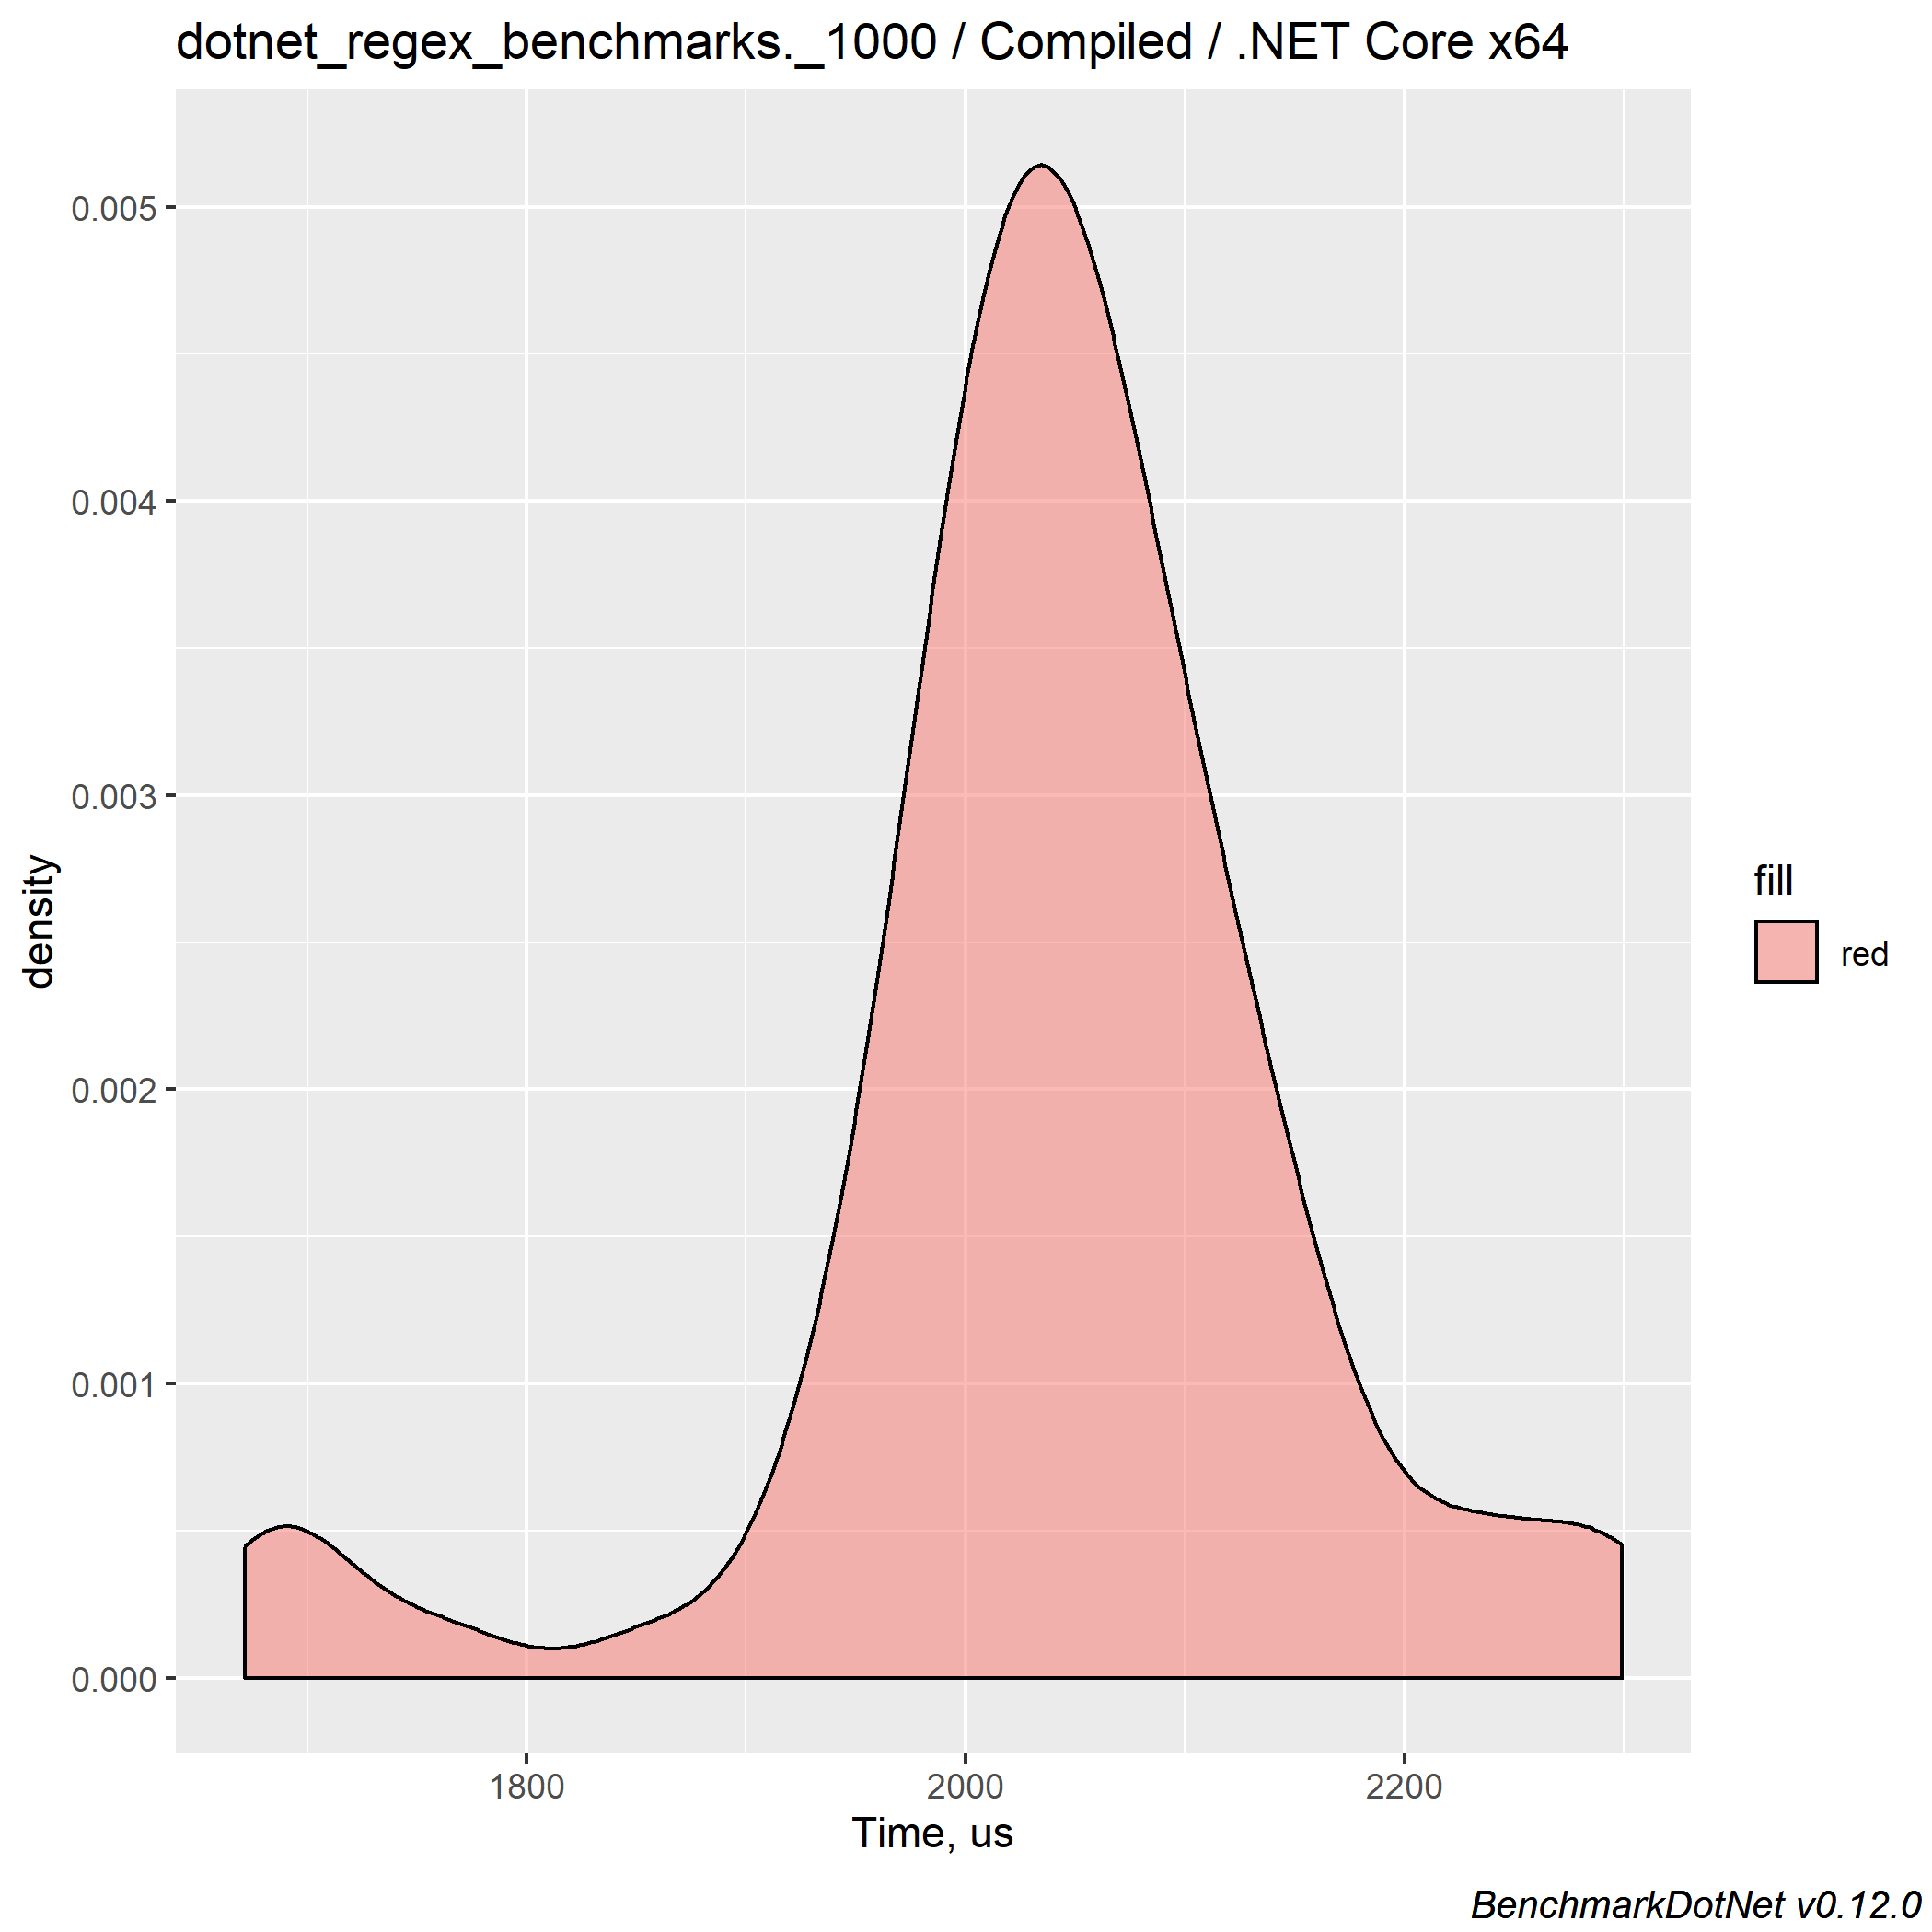 dotnet_regex_benchmarks._1000 / Compiled / .NET Core x64
0.005
0.004
0.003
0.002
0.001
0.000
density
1800 2000 2200
Time, us
fill
red
BenchmarkDotNet v0.12.0